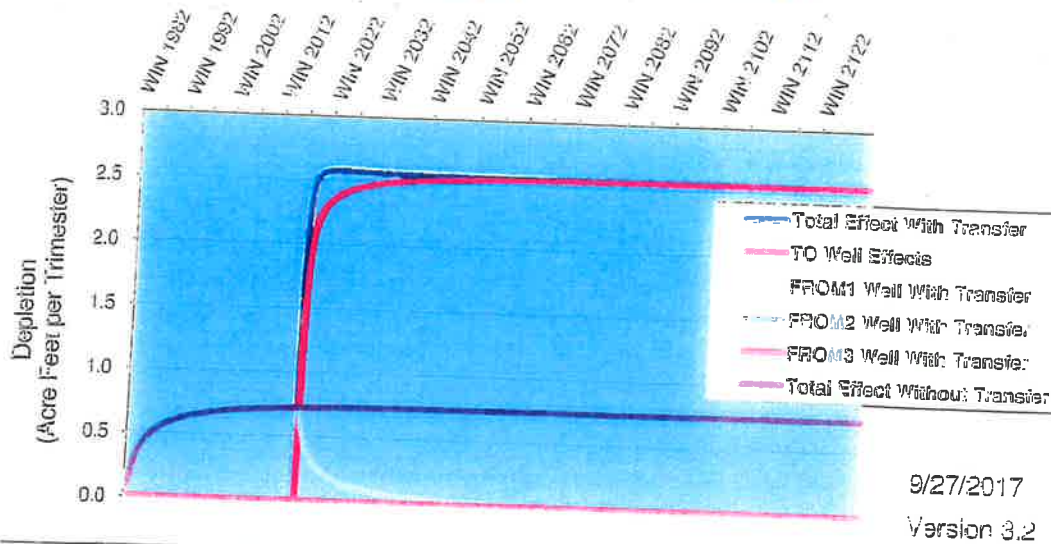 WIN 1982
WIN 1992
WIN 2002
WIN 2012
WIN 2022
WIN 2032
WIN 2042
WIN 2052
WIN 2062
WIN 2072
WIN 2082
WIN 2092
WIN 2102
WIN 2112
WIN 2122
Depletion
(Acre Feet per Trimester)
3.0
2.5
2.0
1.5
1.0
0.5
0.0
Total Effect With Transfer
TO Well Effects
FROM1 Well With Transfer
FROM2 Well With Transfer
FROM3 Well With Transfer
Total Effect Without Transfer
9/27/2017
Version 3.2